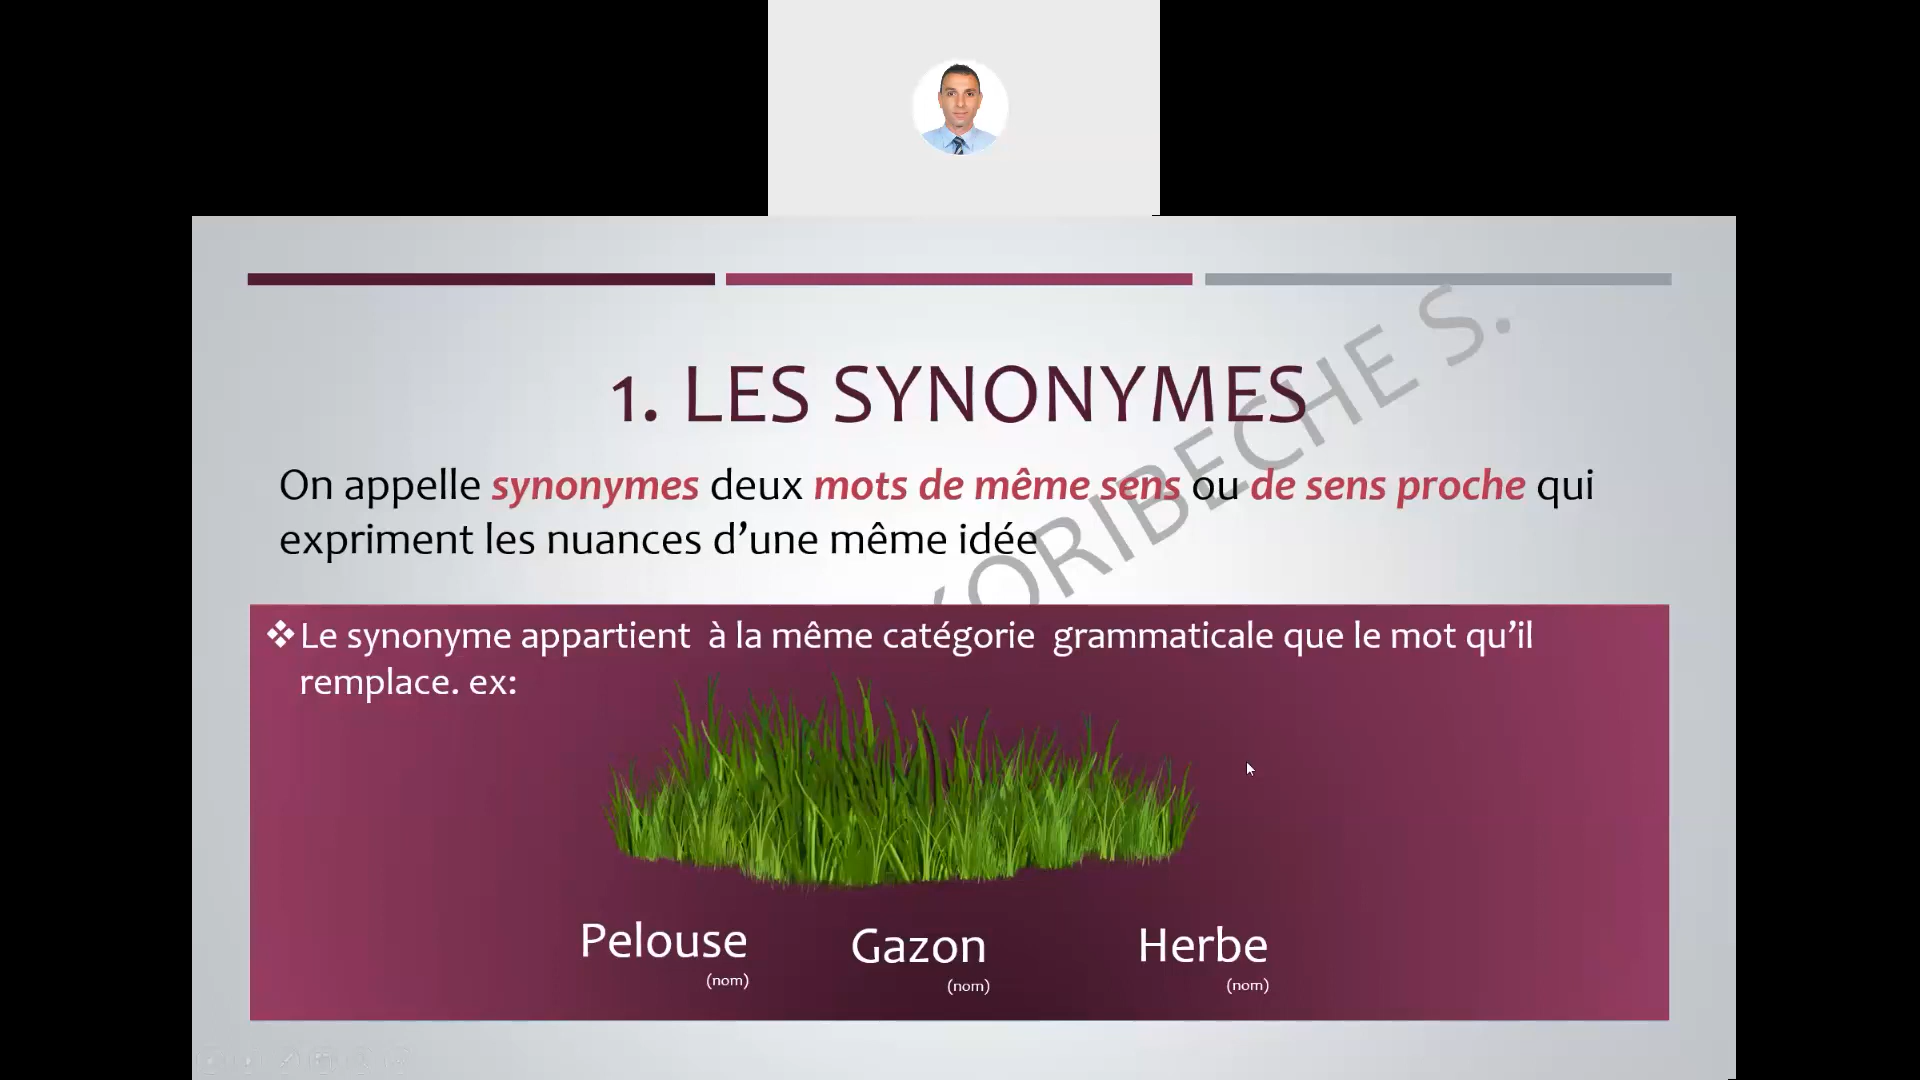 1. LES SYNONYMES
On appelle synonymes deux mots de même sens ou de sens proche qui
expriment les nuances d’une même idée
KORIBECHE S.
❖Le synonyme appartient à la même catégorie grammaticale que le mot qu’il
remplace. ex:
Pelouse Gazon Herbe
(nom) (nom) (nom)